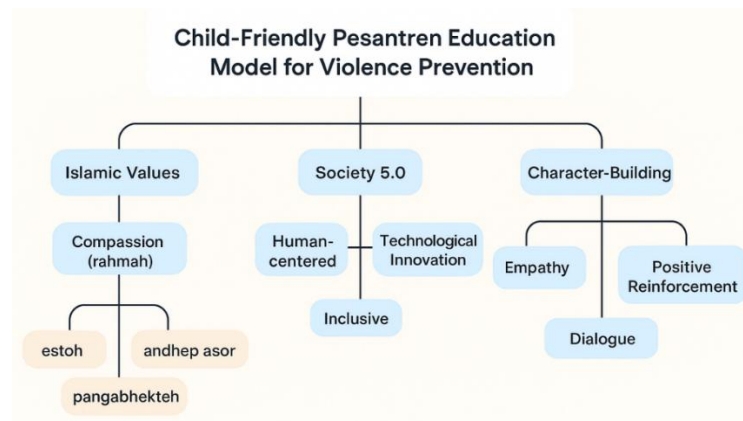 Child-Friendly Pesantren Education
Model for Violence Prevention
Islamic Values
Society 5.0
Character-Building
Compassion
(rahmah)
Human-
centered
Technological
Innovation
Empathy
Positive
Reinforcement
Inclusive
Dialogue
estoh
andhep asor
pangabhekteh